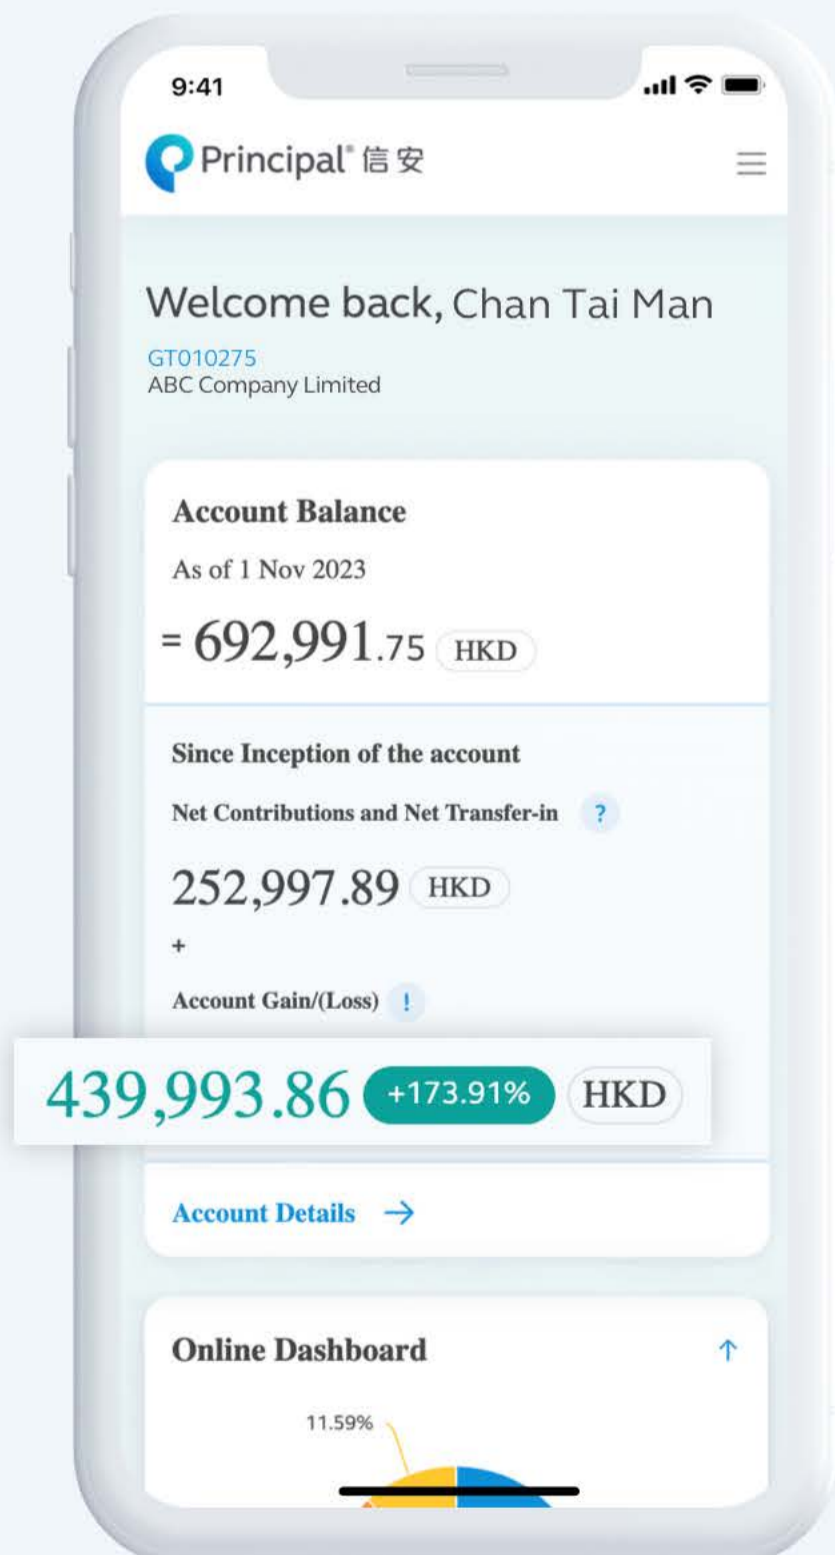 9:41
Principal® 信安
Welcome back, Chan Tai Man
GT010275
ABC Company Limited
Account Balance
As of 1 Nov 2023
= 692,991.75 HKD
Since Inception of the account
Net Contributions and Net Transfer-in ?
252,997.89 HKD
+
Account Gain/(Loss) !
439,993.86 +173.91% HKD
Account Details →
Online Dashboard ↑
11.59%